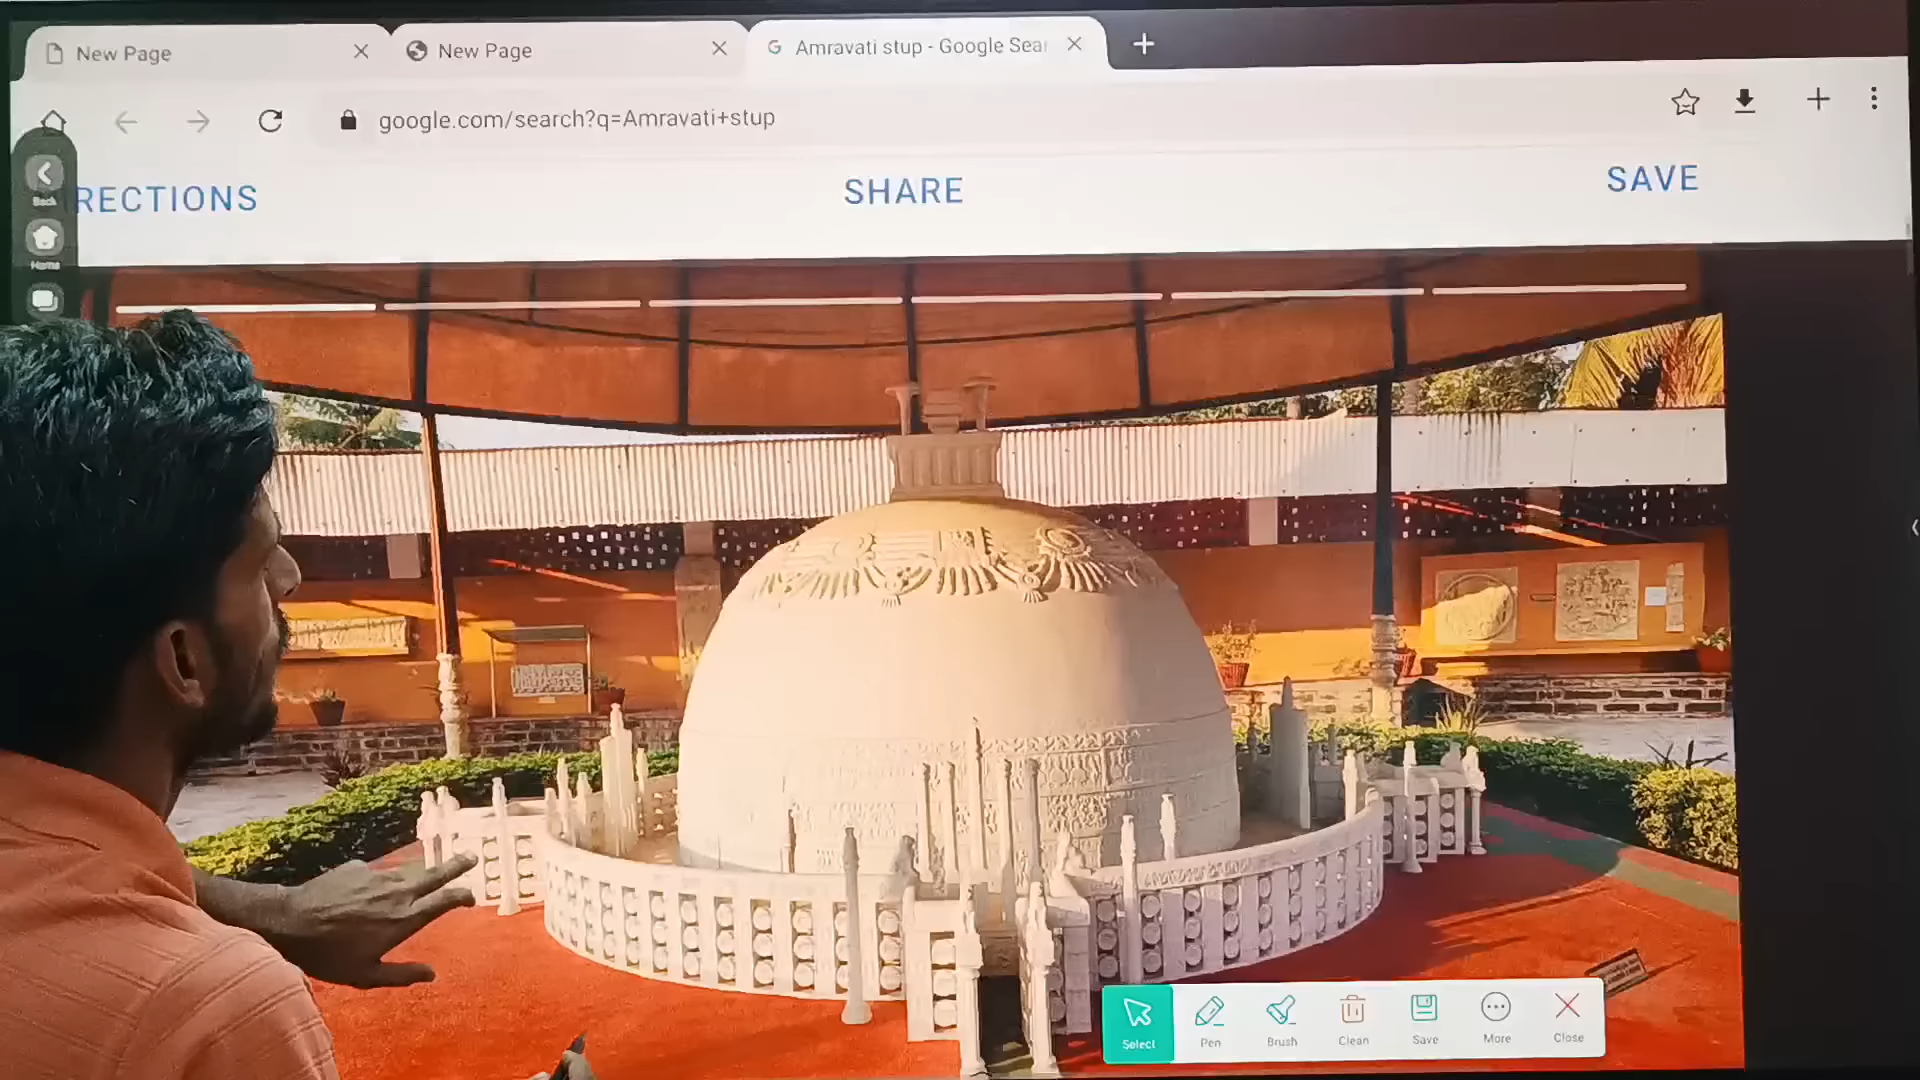 New Page
New Page
Amravati stup - Google Sear
google.com/search?q=Amravati+stup
Back
RECTIONS
SHARE
SAVE
Home
Select
Pen
Brush
Clean
Save
More
Close